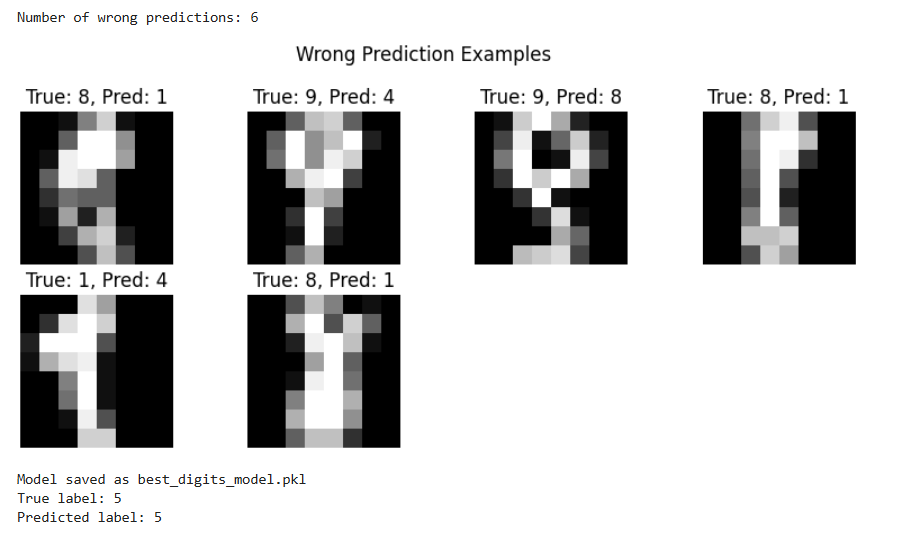 Number of wrong predictions: 6
Wrong Prediction Examples
True: 8, Pred: 1
True: 9, Pred: 4
True: 9, Pred: 8
True: 8, Pred: 1
True: 1, Pred: 4
True: 8, Pred: 1
Model saved as best_digits_model.pkl
True label: 5
Predicted label: 5